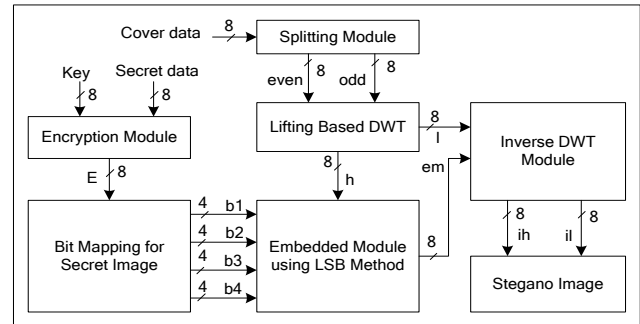 Cover data
8
Splitting Module
Key
Secret data
8
8
even
8
odd
8
Encryption Module
Lifting Based DWT
8
l
Inverse DWT
Module
E
8
8
h
em
Bit Mapping for
Secret Image
4 b1
4 b2
4 b3
4 b4
Embedded Module
using LSB Method
8
8
ih
8
il
Stegano Image